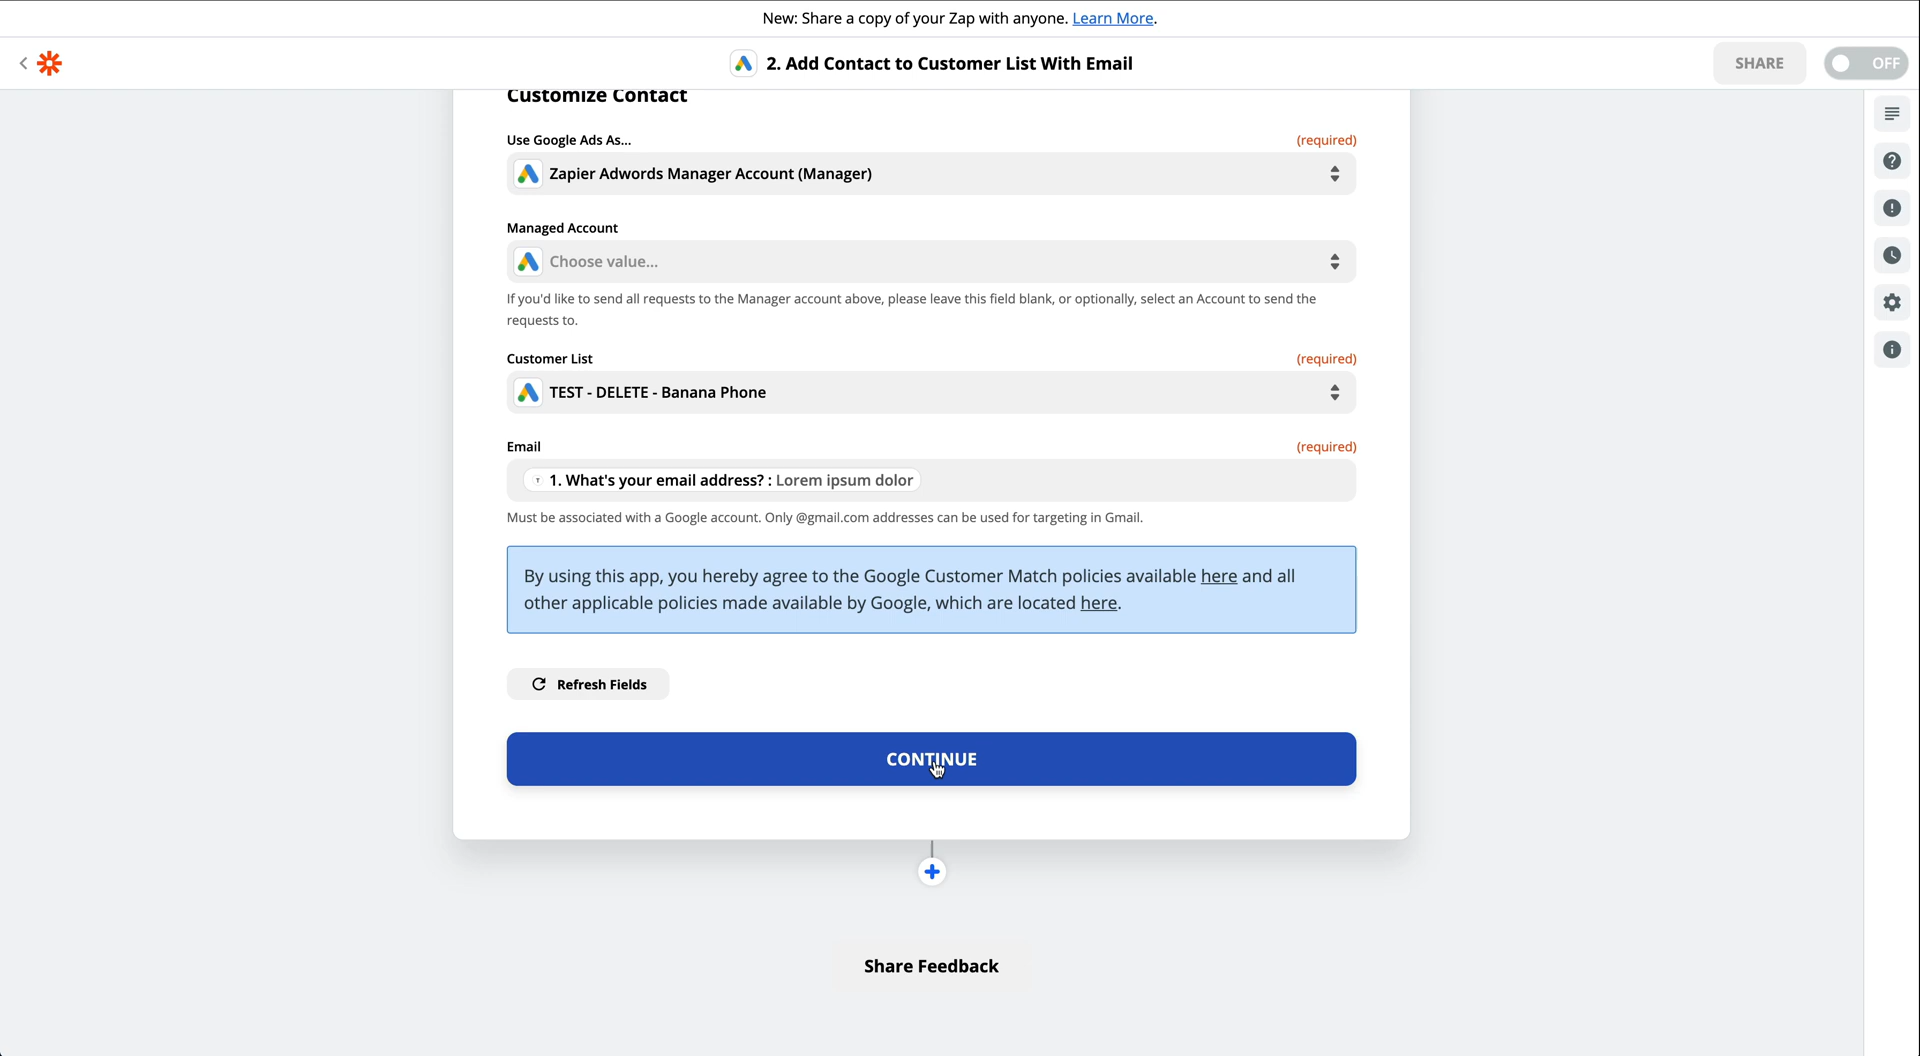 New: Share a copy of your Zap with anyone. Learn More.
2. Add Contact to Customer List With Email
SHARE
OFF
Customize Contact
Use Google Ads As... (required)
Zapier Adwords Manager Account (Manager)
Managed Account
Choose value...
If you'd like to send all requests to the Manager account above, please leave this field blank, or optionally, select an Account to send the
requests to.
Customer List (required)
TEST - DELETE - Banana Phone
Email (required)
T 1. What's your email address? : Lorem ipsum dolor
Must be associated with a Google account. Only @gmail.com addresses can be used for targeting in Gmail.
By using this app, you hereby agree to the Google Customer Match policies available here and all
other applicable policies made available by Google, which are located here.
Refresh Fields
CONTINUE
Share Feedback